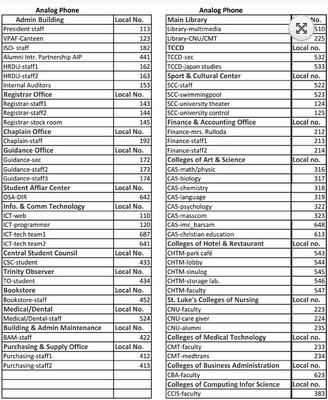 Analog Phone
Admin Building Local No.
President staff 113
VPAF-Canteen 123
ISO- staff 182
Alumni Intr. Partnership AIP 441
HRDU-staff1 162
HRDU-staff2 163
Internal Auditors 153
Registrar Office Local No.
Registrar-staff1 143
Registrar-staff2 144
Registrar-stock room 145
Chaplain Office Local No.
Chaplain-staff 192
Guidance Office Local No.
Guidance-sec 172
Guidance-staff2 173
Guidance-staff3 174
Student Affiar Center Local No.
OSA-DIR 642
Info. & Comm Technology Local No.
ICT-web 110
ICT-programmer 120
ICT-tech team1 687
ICT-tech team2 641
Central Student Counsil Local No.
CSC-student 433
Trinity Observer Local No.
TO-student 434
Bookstore Local No.
Bookstore-staff 452
Medical/Dental Local No.
Medical/Dental-staff 524
Building & Admin Maintenance Local No.
BAM-staff 422
Purchasing & Supply Office Local No.
Purchasing-staff1 412
Purchasing-staff2 413
Analog Phone
Main Library No.
Library-multimedia 510
Library-CNU/CMT 225
TCCD Local No.
TCCD-sec 532
TCCD-japan studies 533
Sport & Cultural Center Local No.
SCC-staff 522
SCC-swimmingpool 523
SCC-university theater 124
SCC-university control 125
Finance & Accounting Office Local No.
Finance-mrs. Rulloda 212
Finance-staff1 213
Finance-staff2 214
Colleges of Art & Science Local No.
CAS-math/physic 316
CAS-biology 317
CAS-chemistry 318
CAS-language 319
CAS-psychology 322
CAS-masscom 323
CAS-imc_barsam 648
CAS-christian education 613
Colleges of Hotel & Restaurant Local No.
CHTM-park café 543
CHTM-lobby 544
CHTM-sinulog 545
CHTM-storage lab. 546
CHTM-faculty 547
St. Luke's Colleges of Nursing Local No.
CNU-faculty 223
CNU-care giver 224
CNU-alumni 235
Colleges of Medical Technology Local No.
CMT-faculty 233
CMT-medtrans 234
Colleges of Business Administration Local No.
CBA-faculty 623
Colleges of Computing Infor Science Local No.
CCIS-faculty 383